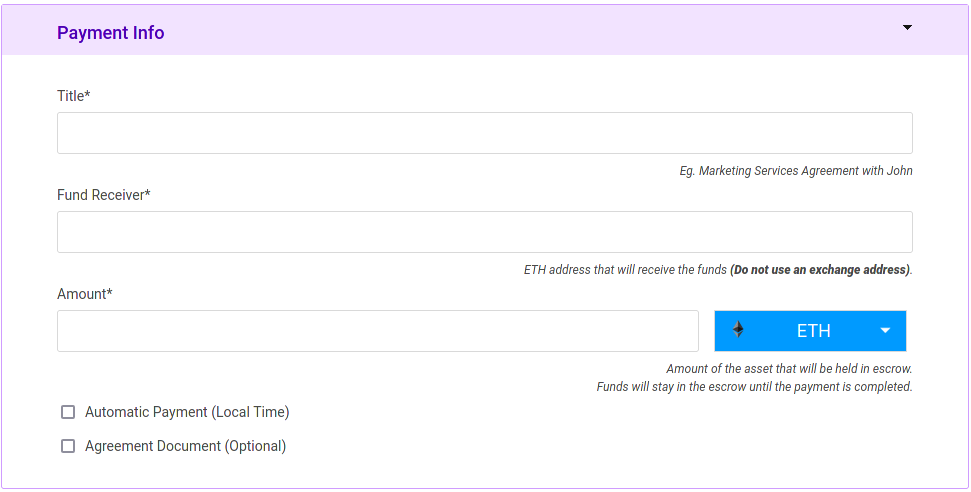 Payment Info
Title*
Eg. Marketing Services Agreement with John
Fund Receiver*
ETH address that will receive the funds (Do not use an exchange address).
Amount*
ETH
Amount of the asset that will be held in escrow.
Funds will stay in the escrow until the payment is completed.
Automatic Payment (Local Time)
Agreement Document (Optional)